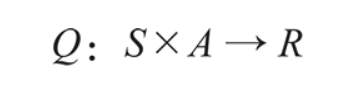 Q: S × A → R